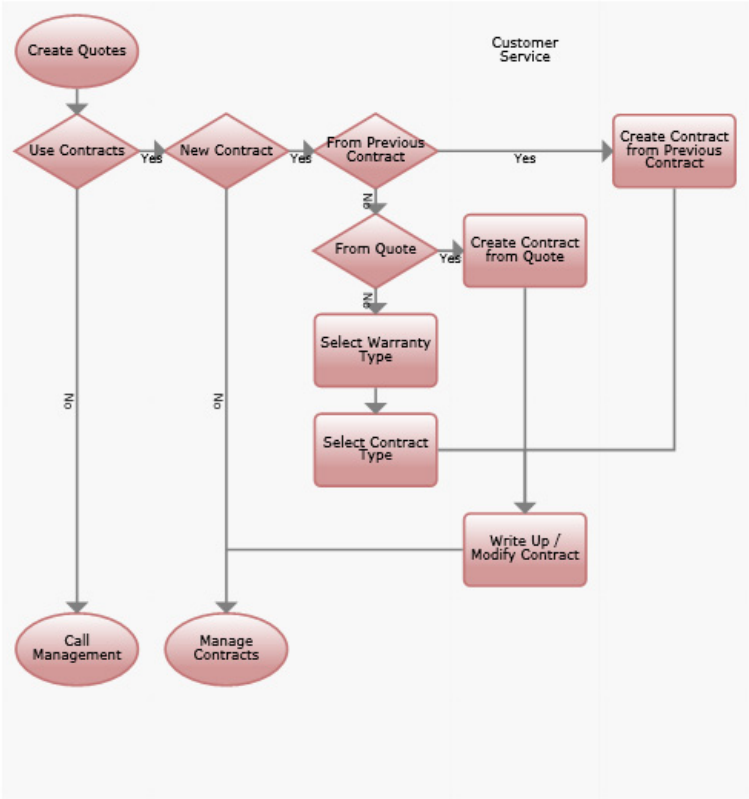 Create Quotes
Customer
Service
Use Contracts
Yes
New Contract
Yes
From Previous
Contract
Yes
Create Contract
from Previous
Contract
No
From Quote
Yes
Create Contract
from Quote
No
Select Warranty
Type
No
No
Select Contract
Type
Write Up /
Modify Contract
Call
Management
Manage
Contracts